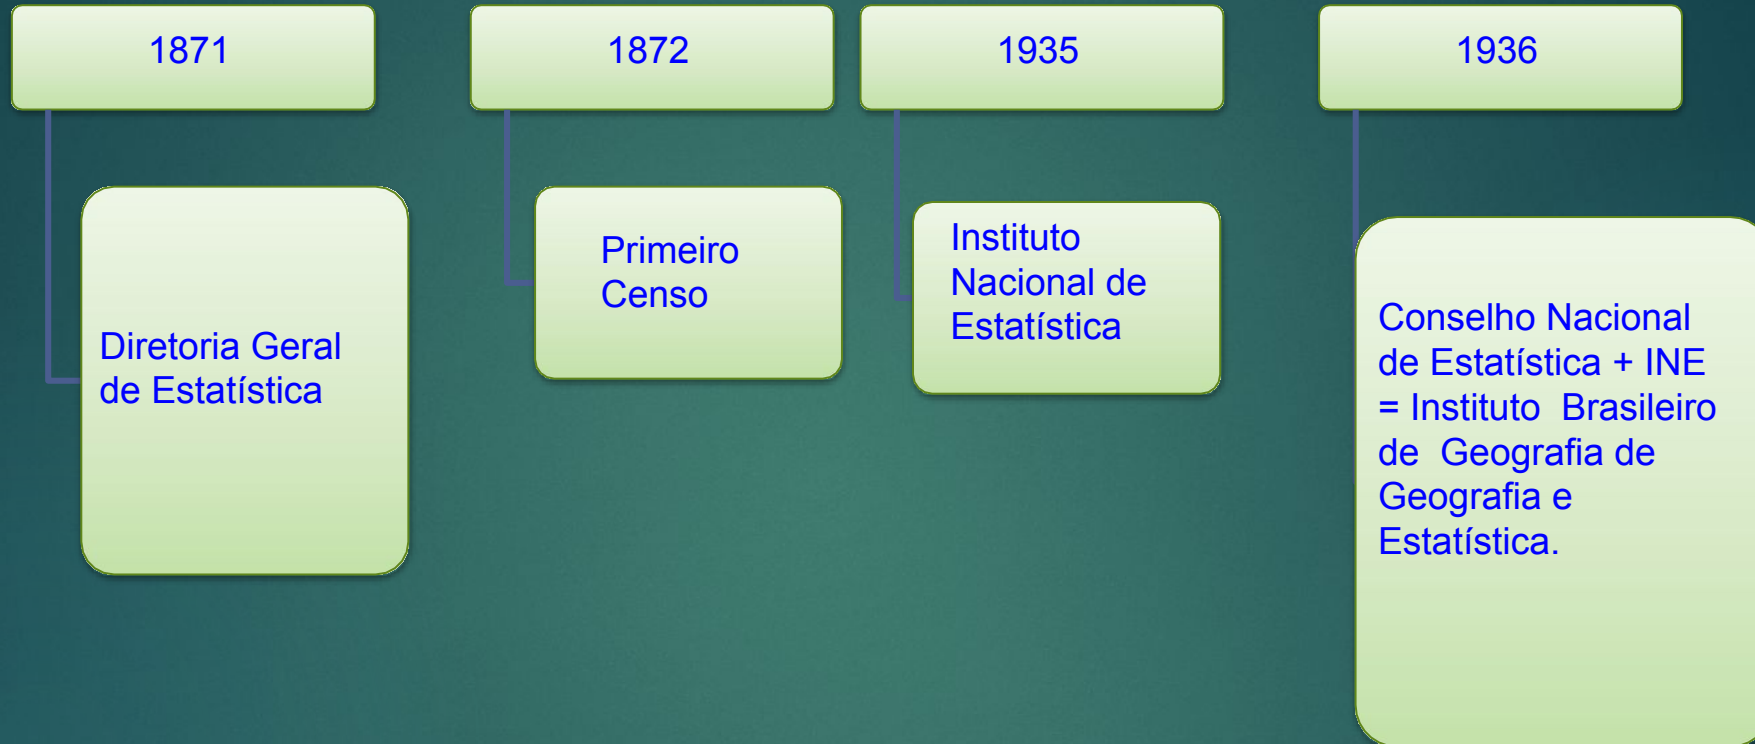 1871
Diretoria Geral
de Estatística
1872
Primeiro
Censo
1935
Instituto
Nacional de
Estatística
1936
Conselho Nacional
de Estatística + INE
= Instituto  Brasileiro
de  Geografia de
Geografia e
Estatística.